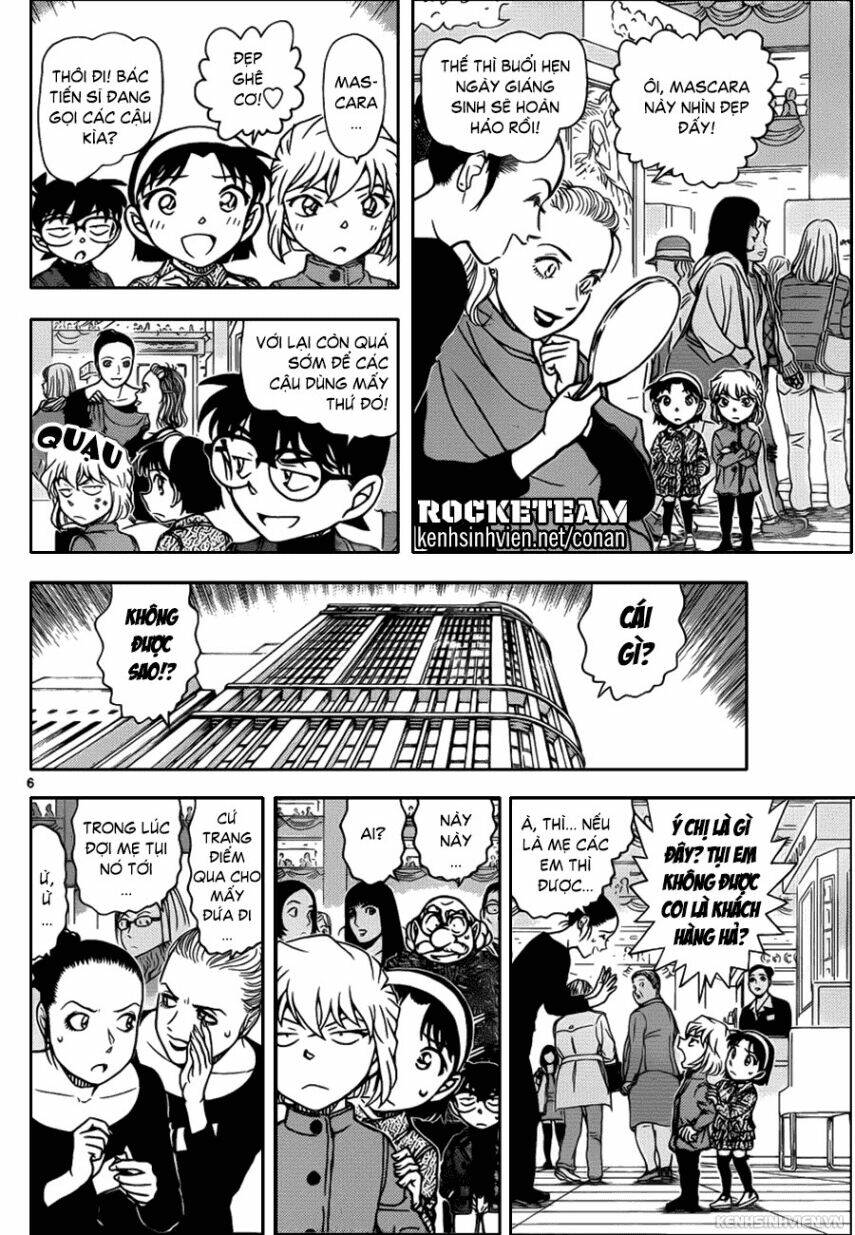 ÔI, MASCARA
NÀY NHÌN ĐẸP
ĐẤY!
THẾ THÌ BUỔI HẸN
NGÀY GIÁNG
SINH SẼ HOÀN
HẢO RỒI!
ROCKETEAM
kenhsinhvien.net/conan
MAS-
CARA
...
ĐẸP
GHÊ
CƠ!♡
THÔI ĐI! BÁC
TIẾN SĨ ĐANG
GỌI CÁC CẬU
KÌA?
VỚI LẠI CÒN QUÁ
SỚM ĐỂ CÁC
CẬU DÙNG MẤY
THỨ ĐÓ!
QUẠU
CÁI
GÌ?
KHÔNG
ĐƯỢC
SAO!?
6
Ý CHỊ LÀ GÌ
ĐÂY? TỤI EM
KHÔNG ĐƯỢC
COI LÀ KHÁCH
HÀNG HẢ?
À, THÌ... NẾU
LÀ MẸ CÁC
EM THÌ
ĐƯỢC...
NÀY
NÀY
...
AI?
CỨ
TRANG
ĐIỂM
QUA CHO
MẤY
ĐỨA ĐI
...
TRONG LÚC
ĐỢI MẸ TỤI
NÓ TỚI
...
Ừ,
Ừ
...
KENHSINHVIEN.VN